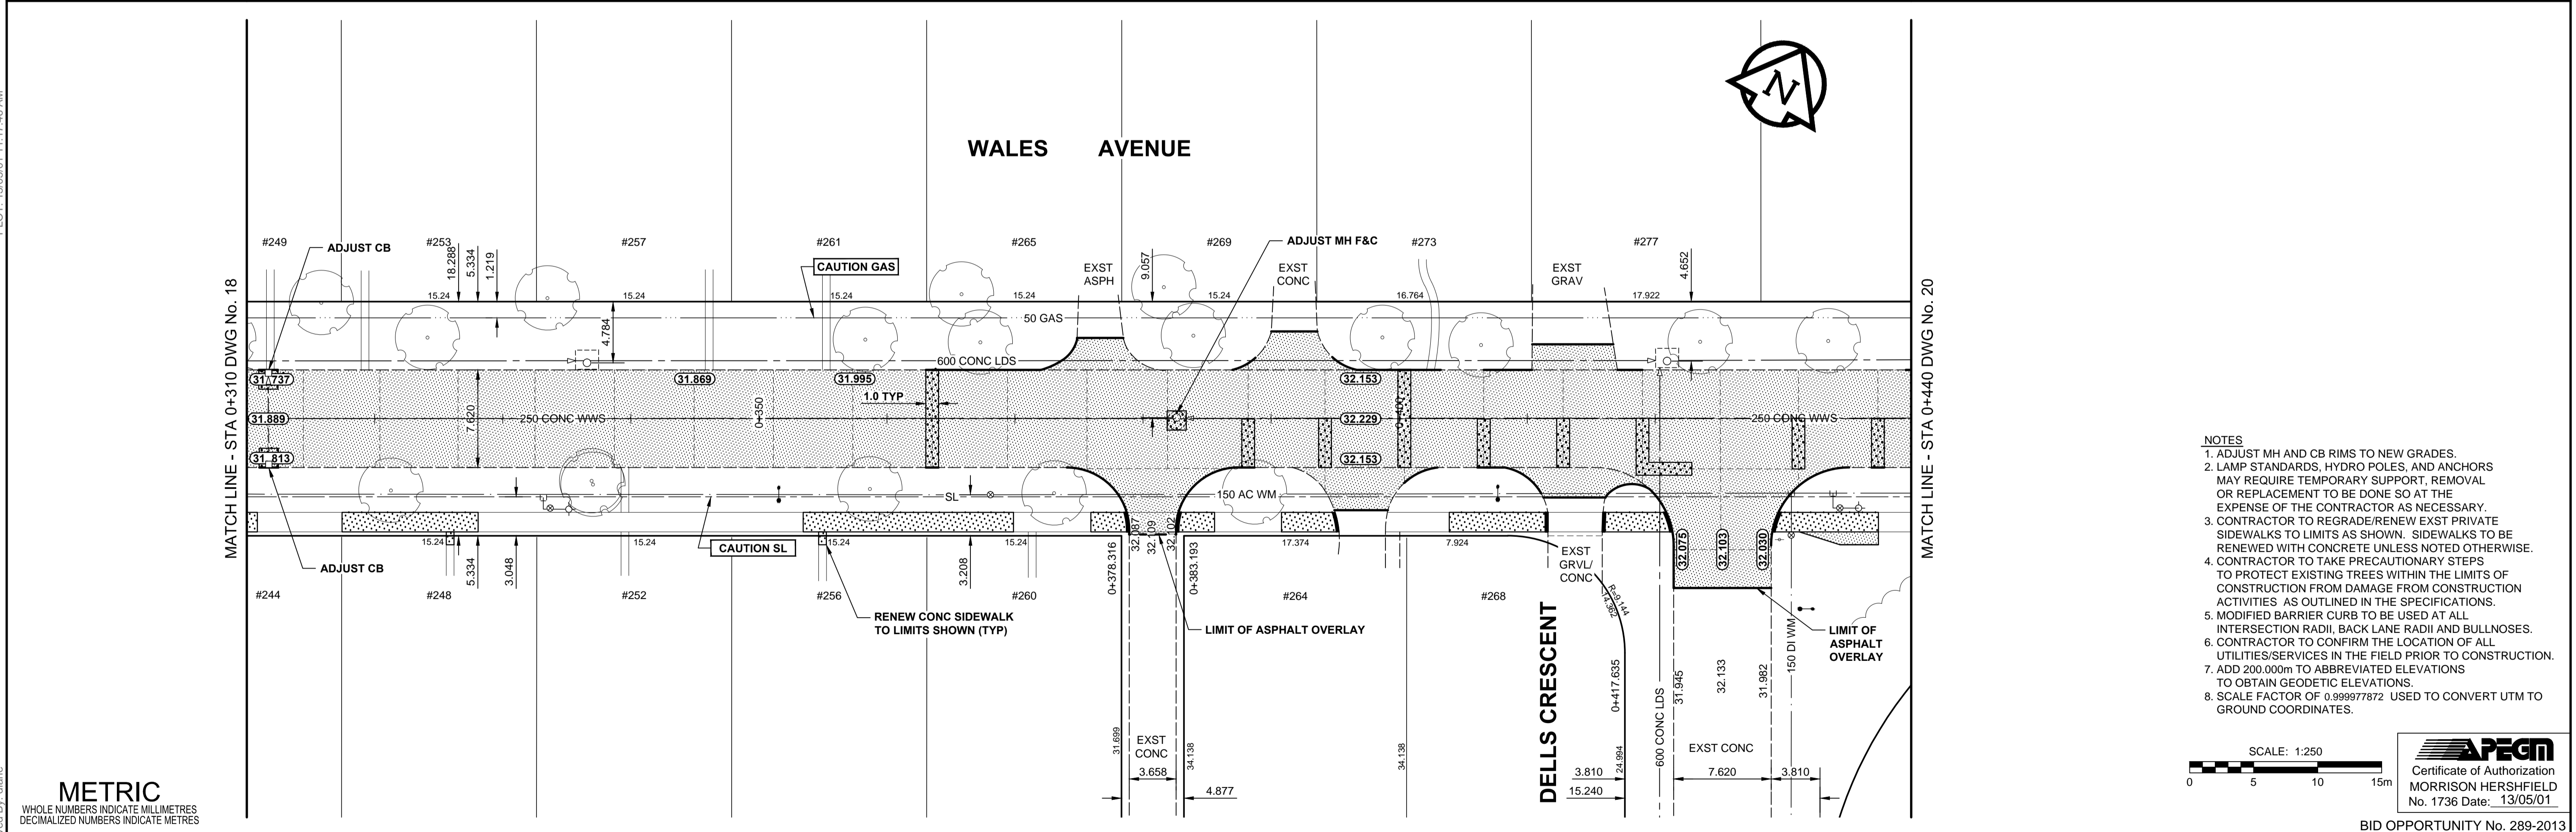 WALES AVENUE
N
MATCH LINE - STA 0+310 DWG No. 18
MATCH LINE - STA 0+440 DWG No. 20
#249
ADJUST CB
#253
#257
#261
#265
#269
ADJUST MH F&C
#273
#277
18.288
5.334
1.219
CAUTION GAS
EXST
ASPH
9.057
EXST
CONC
EXST
GRAV
4.652
15.24
15.24
15.24
15.24
15.24
16.764
17.922
4.784
50 GAS
600 CONC LDS
31.737
31.869
31.995
32.153
1.0 TYP
31.889
7.620
250 CONC WWS
0+350
32.229
0+400
250 CONC WWS
31.813
32.153
SL
150 AC WM
15.24
15.24
15.24
15.24
17.374
7.924
CAUTION SL
ADJUST CB
5.334
3.048
3.208
0+378.316
32.087
32.109
32.102
0+383.193
EXST
GRVL/
CONC
32.075
32.103
32.030
#244
#248
#252
#256
#260
#264
#268
R=9.144
14.362
RENEW CONC SIDEWALK
TO LIMITS SHOWN (TYP)
LIMIT OF ASPHALT OVERLAY
LIMIT OF
ASPHALT
OVERLAY
DELLS CRESCENT
0+417.635
31.945
32.133
31.982
150 DI WM
600 CONC LDS
31.699
EXST
CONC
34.138
34.138
24.994
EXST CONC
3.658
3.810
7.620
3.810
4.877
15.240
NOTES
1. ADJUST MH AND CB RIMS TO NEW GRADES.
2. LAMP STANDARDS, HYDRO POLES, AND ANCHORS
MAY REQUIRE TEMPORARY SUPPORT, REMOVAL
OR REPLACEMENT TO BE DONE SO AT THE
EXPENSE OF THE CONTRACTOR AS NECESSARY.
3. CONTRACTOR TO REGRADE/RENEW EXST PRIVATE
SIDEWALKS TO LIMITS AS SHOWN. SIDEWALKS TO BE
RENEWED WITH CONCRETE UNLESS NOTED OTHERWISE.
4. CONTRACTOR TO TAKE PRECAUTIONARY STEPS
TO PROTECT EXISTING TREES WITHIN THE LIMITS OF
CONSTRUCTION FROM DAMAGE FROM CONSTRUCTION
ACTIVITIES AS OUTLINED IN THE SPECIFICATIONS.
5. MODIFIED BARRIER CURB TO BE USED AT ALL
INTERSECTION RADII, BACK LANE RADII AND BULLNOSES.
6. CONTRACTOR TO CONFIRM THE LOCATION OF ALL
UTILITIES/SERVICES IN THE FIELD PRIOR TO CONSTRUCTION.
7. ADD 200.000m TO ABBREVIATED ELEVATIONS
TO OBTAIN GEODETIC ELEVATIONS.
8. SCALE FACTOR OF 0.999977872 USED TO CONVERT UTM TO
GROUND COORDINATES.
SCALE: 1:250
0 5 10 15m
APEGM
Certificate of Authorization
MORRISON HERSHFIELD
No. 1736 Date: 13/05/01
METRIC
WHOLE NUMBERS INDICATE MILLIMETRES
DECIMALIZED NUMBERS INDICATE METRES
BID OPPORTUNITY No. 289-2013